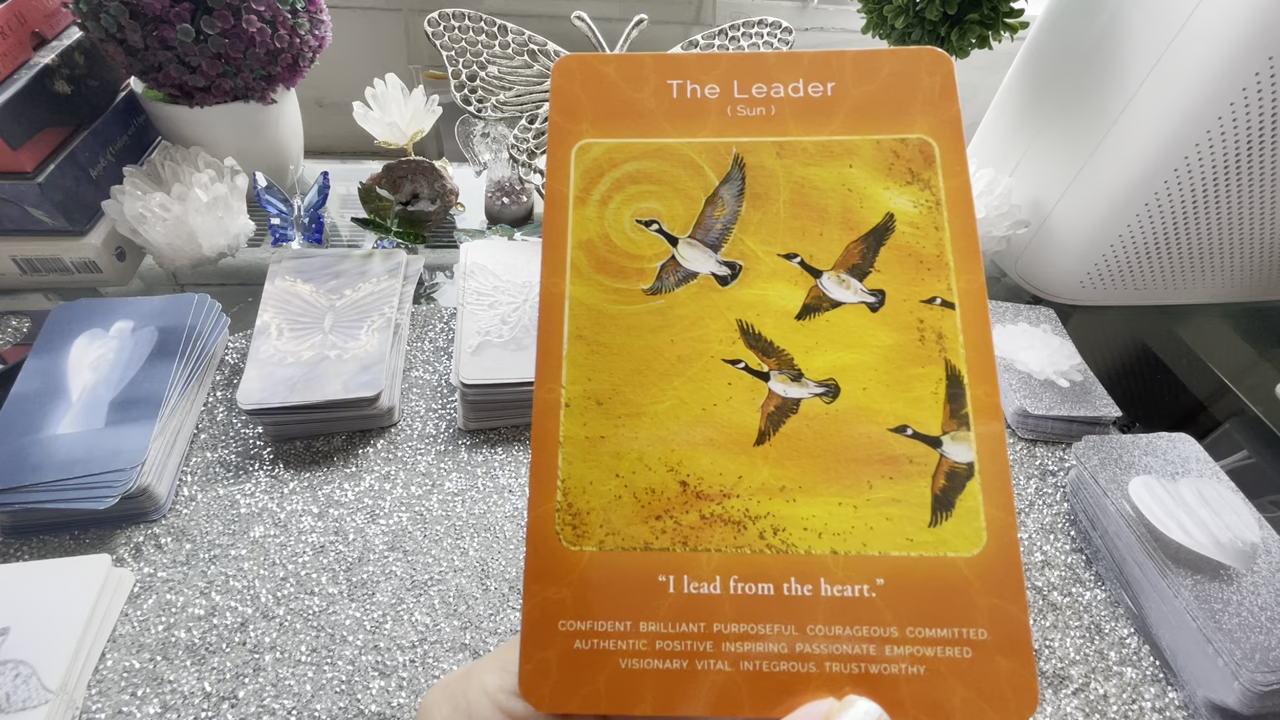 The Leader
( Sun )
"I lead from the heart."
CONFIDENT. BRILLIANT. PURPOSEFUL. COURAGEOUS. COMMITTED.
AUTHENTIC. POSITIVE. INSPIRING. PASSIONATE. EMPOWERED
VISIONARY. VITAL. INTEGROUS. TRUSTWORTHY.